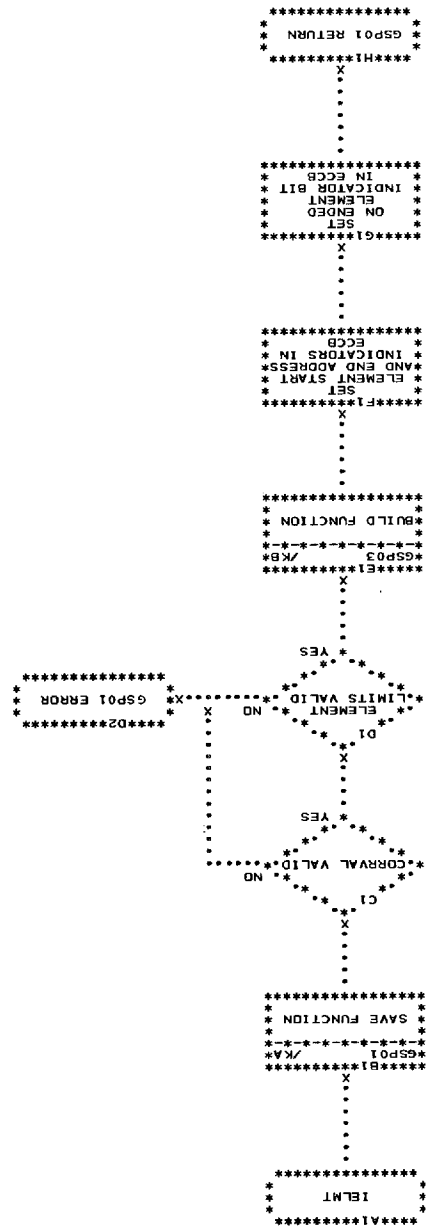 *****A1*********
IELMT
*****B1**********
*GSP01 /KA*
*-*-*-*-*-*-*-*-*
SAVE FUNCTION
C1
CORRVAL VALID
NO
YES
D1
ELEMENT
LIMITS VALID
NO
YES
****D2*********
GSP01 ERROR
*****E1**********
*GSP03 /KB*
*-*-*-*-*-*-*-*-*
BUILD FUNCTION
*****F1**********
SET
ELEMENT START
AND END ADDRESS
INDICATORS IN
ECCB
*****G1**********
SET
ON ENDED
ELEMENT
INDICATOR BIT
IN ECCB
****H1*********
GSP01 RETURN